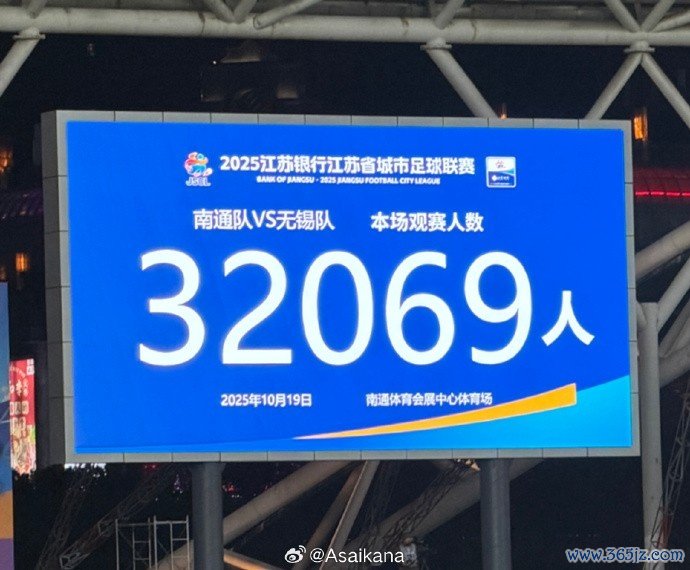 JSCL
2025江苏银行江苏省城市足球联赛
BANK OF JIANGSU · 2025 JIANGSU FOOTBALL CITY LEAGUE
南通队VS无锡队 本场观赛人数
32069人
2025年10月19日 南通体育会展中心体育场
@Asaikana
www.365jz.com